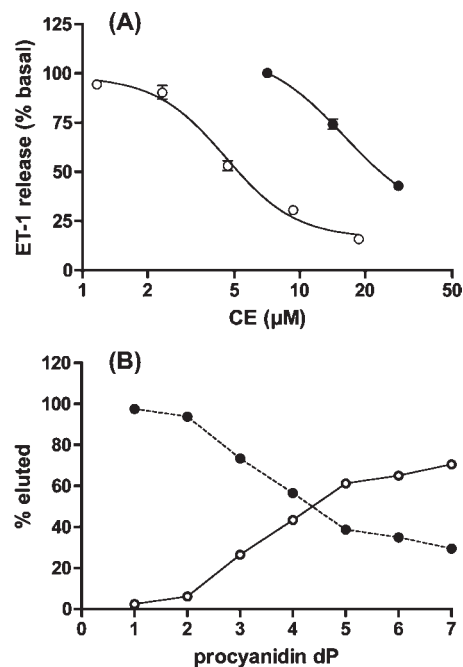 (A)
125
100
75
50
25
0
ET-1 release (% basal)
1 2 5 10 20 50
CE (µM)
(B)
120
100
80
60
40
20
0
% eluted
0 1 2 3 4 5 6 7
procyanidin dP